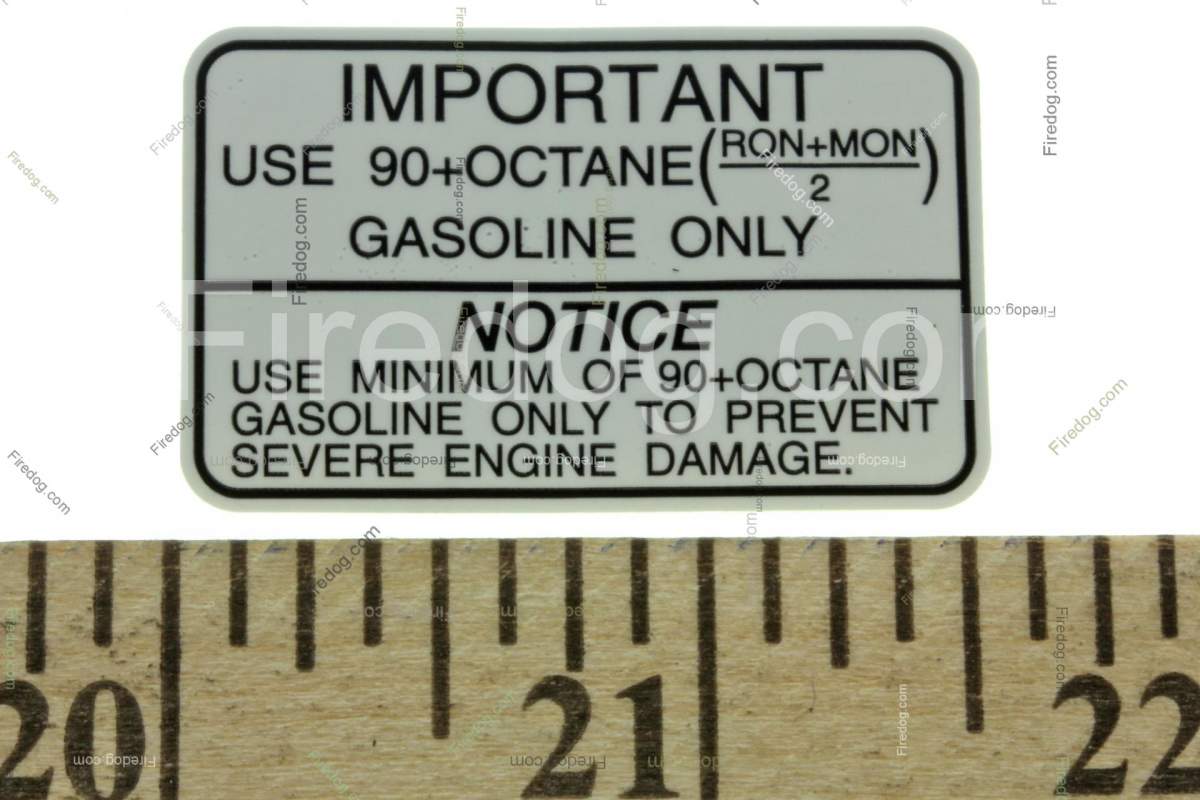 IMPORTANT
USE 90+OCTANE(RON+MON/2)
GASOLINE ONLY
NOTICE
USE MINIMUM OF 90+OCTANE
GASOLINE ONLY TO PREVENT
SEVERE ENGINE DAMAGE.
Firedog.com
20 21 22